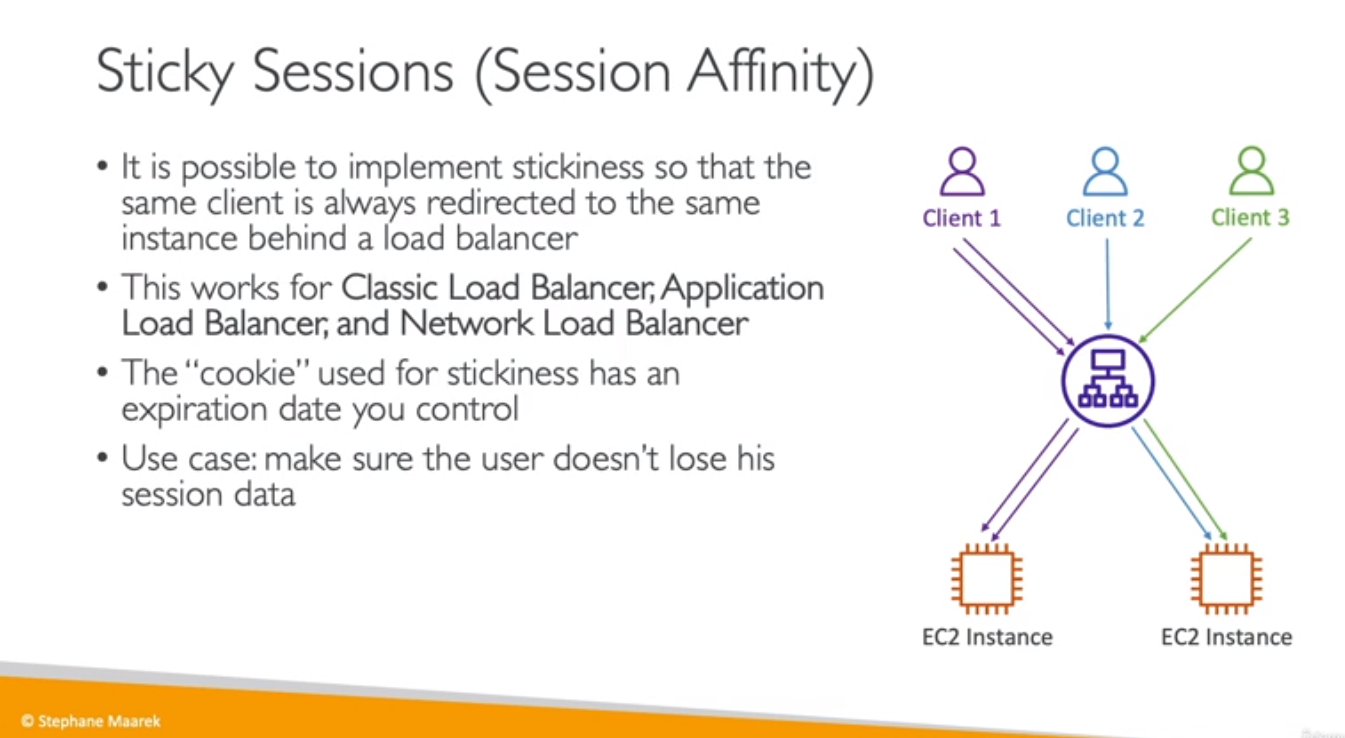 Sticky Sessions (Session Affinity)
• It is possible to implement stickiness so that the
same client is always redirected to the same
instance behind a load balancer
• This works for Classic Load Balancer, Application
Load Balancer, and Network Load Balancer
• The “cookie” used for stickiness has an
expiration date you control
• Use case: make sure the user doesn’t lose his
session data
Client 1
Client 2
Client 3
EC2 Instance
EC2 Instance
© Stephane Maarek